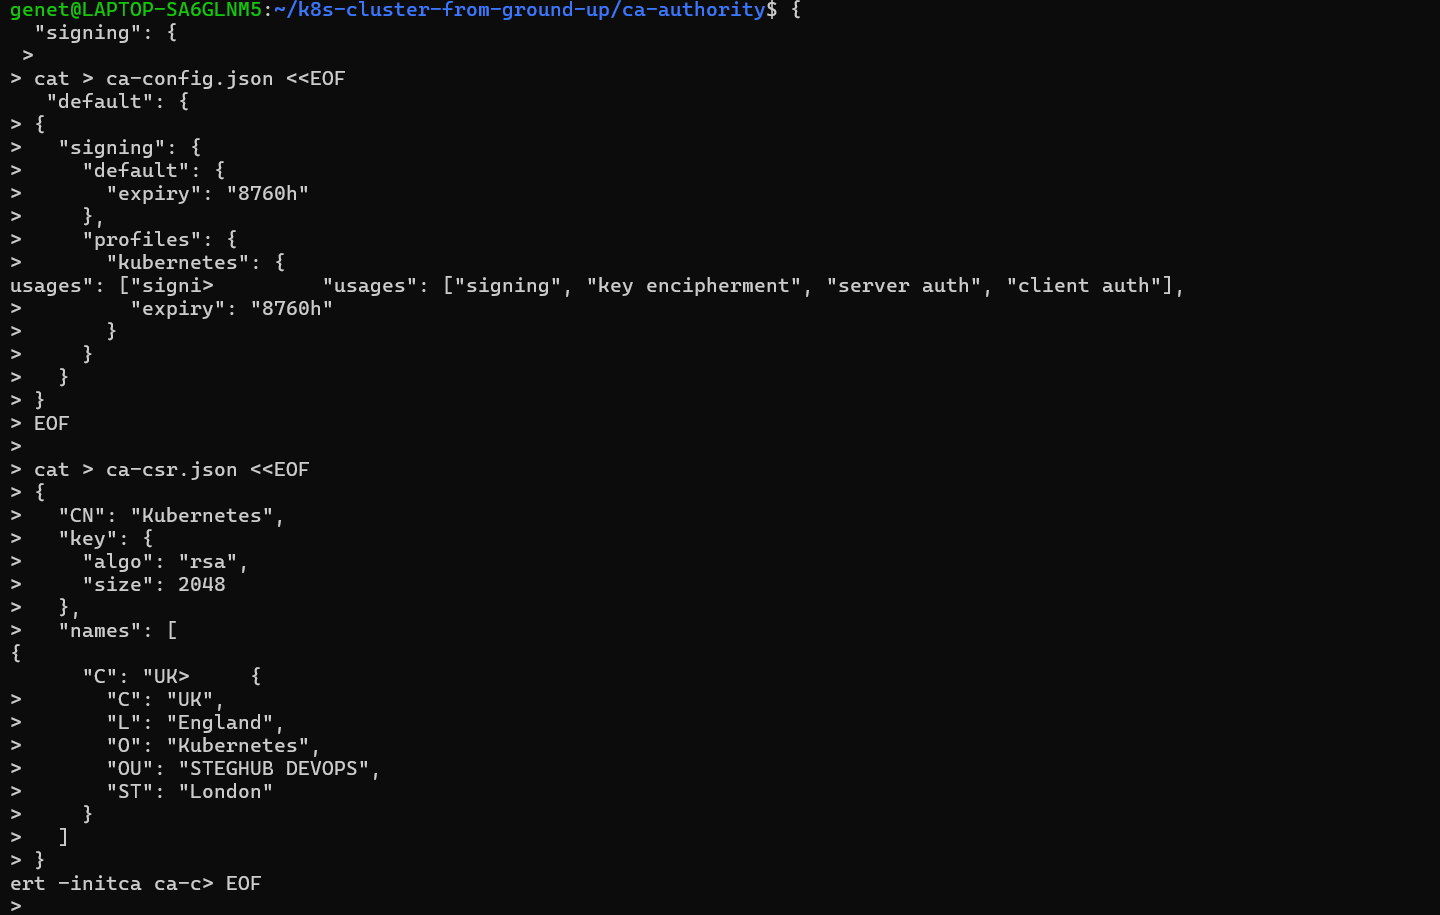 genet@LAPTOP-SA6GLNM5:~/k8s-cluster-from-ground-up/ca-authority$ {
  "signing": {
 >
> cat > ca-config.json <<EOF
   "default": {
> {
>   "signing": {
>     "default": {
>       "expiry": "8760h"
>     },
>     "profiles": {
>       "kubernetes": {
usages": ["signi>         "usages": ["signing", "key encipherment", "server auth", "client auth"],
>         "expiry": "8760h"
>       }
>     }
>   }
> }
> EOF
>
> cat > ca-csr.json <<EOF
> {
>   "CN": "Kubernetes",
>   "key": {
>     "algo": "rsa",
>     "size": 2048
>   },
>   "names": [
{
      "C": "UK>     {
>       "C": "UK",
>       "L": "England",
>       "O": "Kubernetes",
>       "OU": "STEGHUB DEVOPS",
>       "ST": "London"
>     }
>   ]
> }
ert -initca ca-c> EOF
>